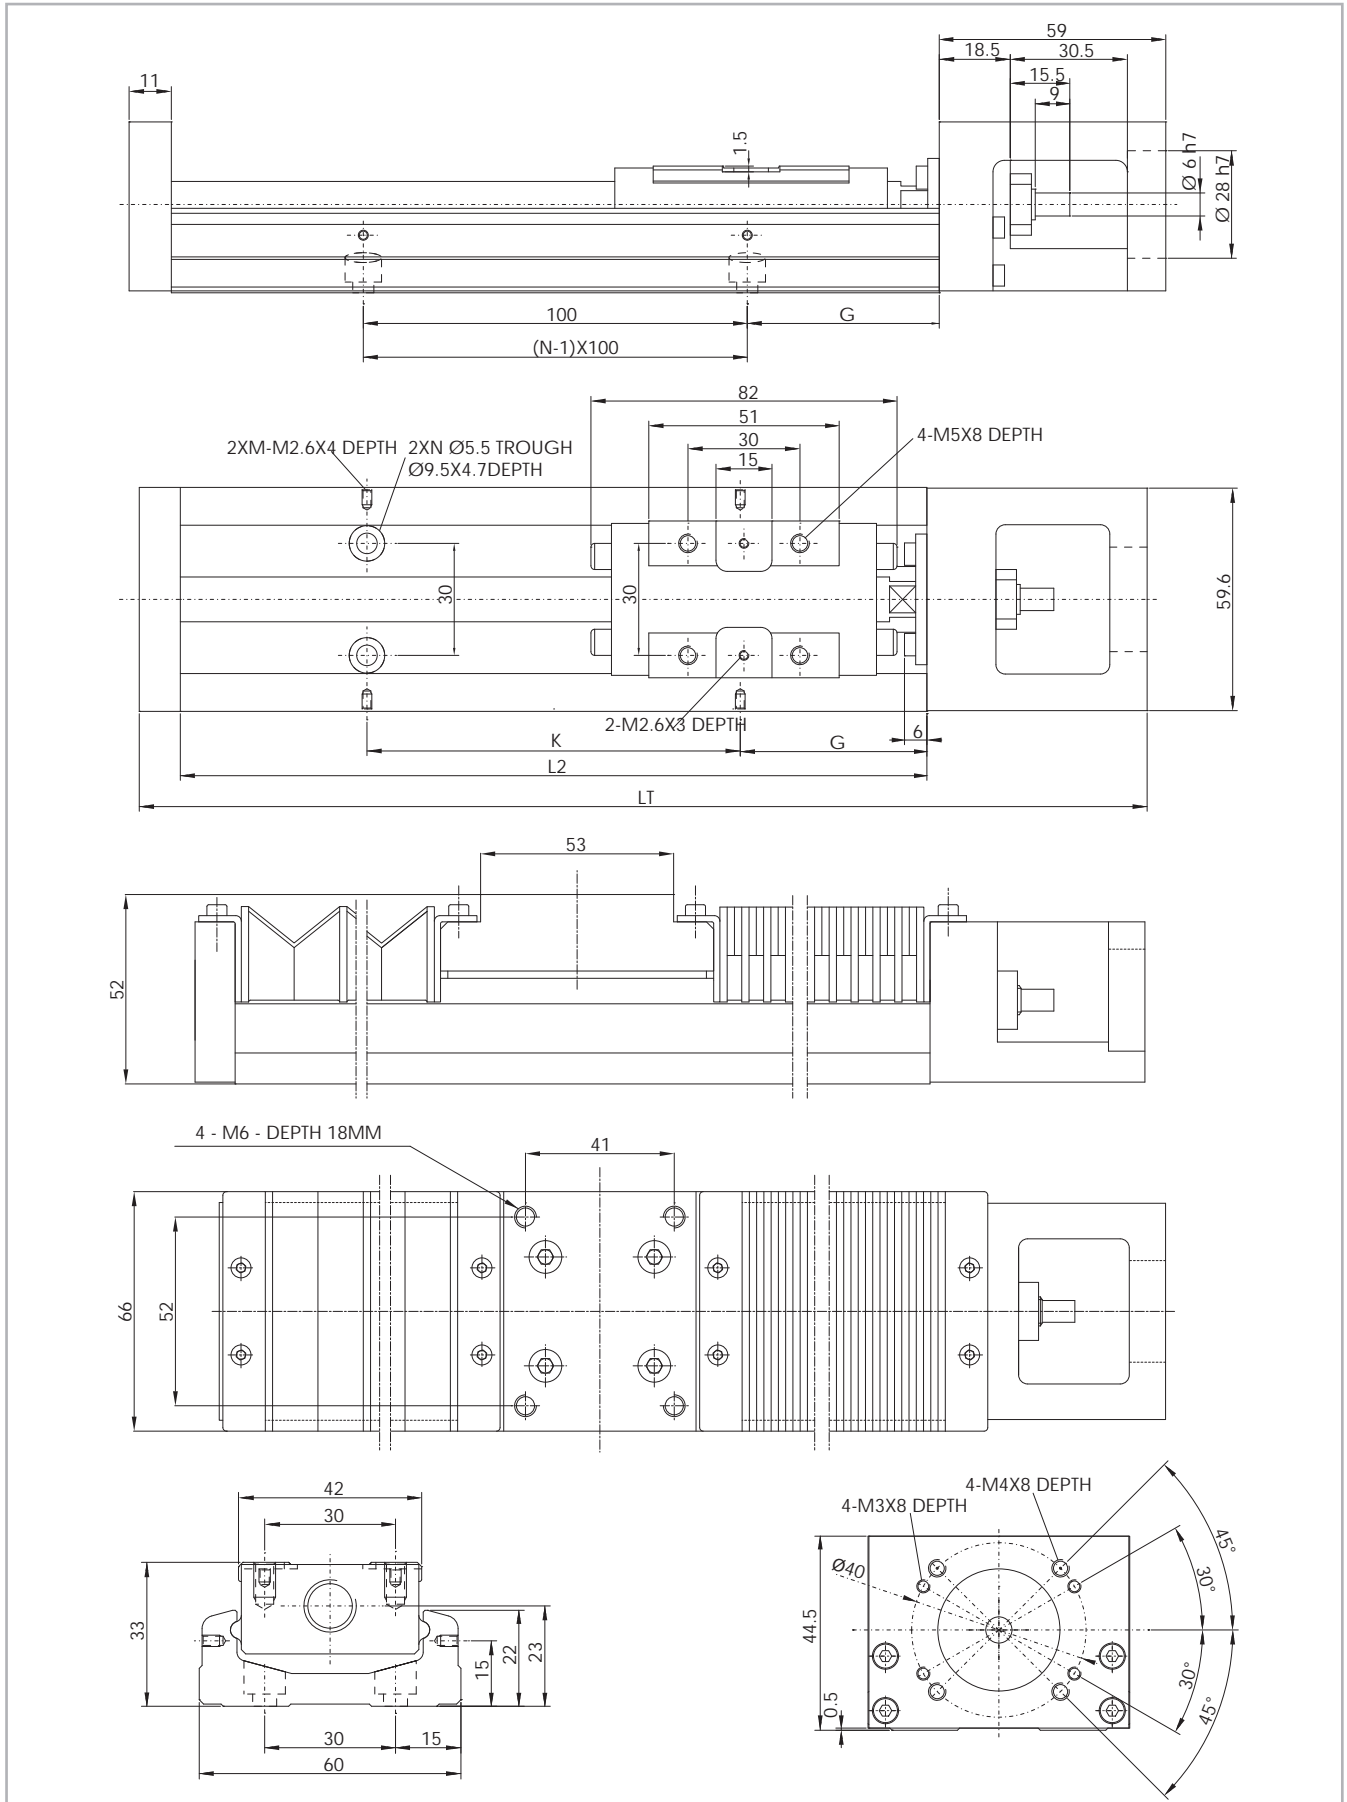 59
18.5
30.5
15.5
9
11
1.5
Ø 6 h7
Ø 28 h7
100
G
(N-1)X100
82
51
30
15
2XM-M2.6X4 DEPTH
2XN Ø5.5 TROUGH
Ø9.5X4.7DEPTH
4-M5X8 DEPTH
30
30
59.6
2-M2.6X3 DEPTH
6
K
G
L2
LT
53
52
4 - M6 - DEPTH 18MM
41
66
52
42
30
33
15
22
23
30
15
60
4-M4X8 DEPTH
4-M3X8 DEPTH
Ø40
44.5
0.5
45°
30°
30°
45°